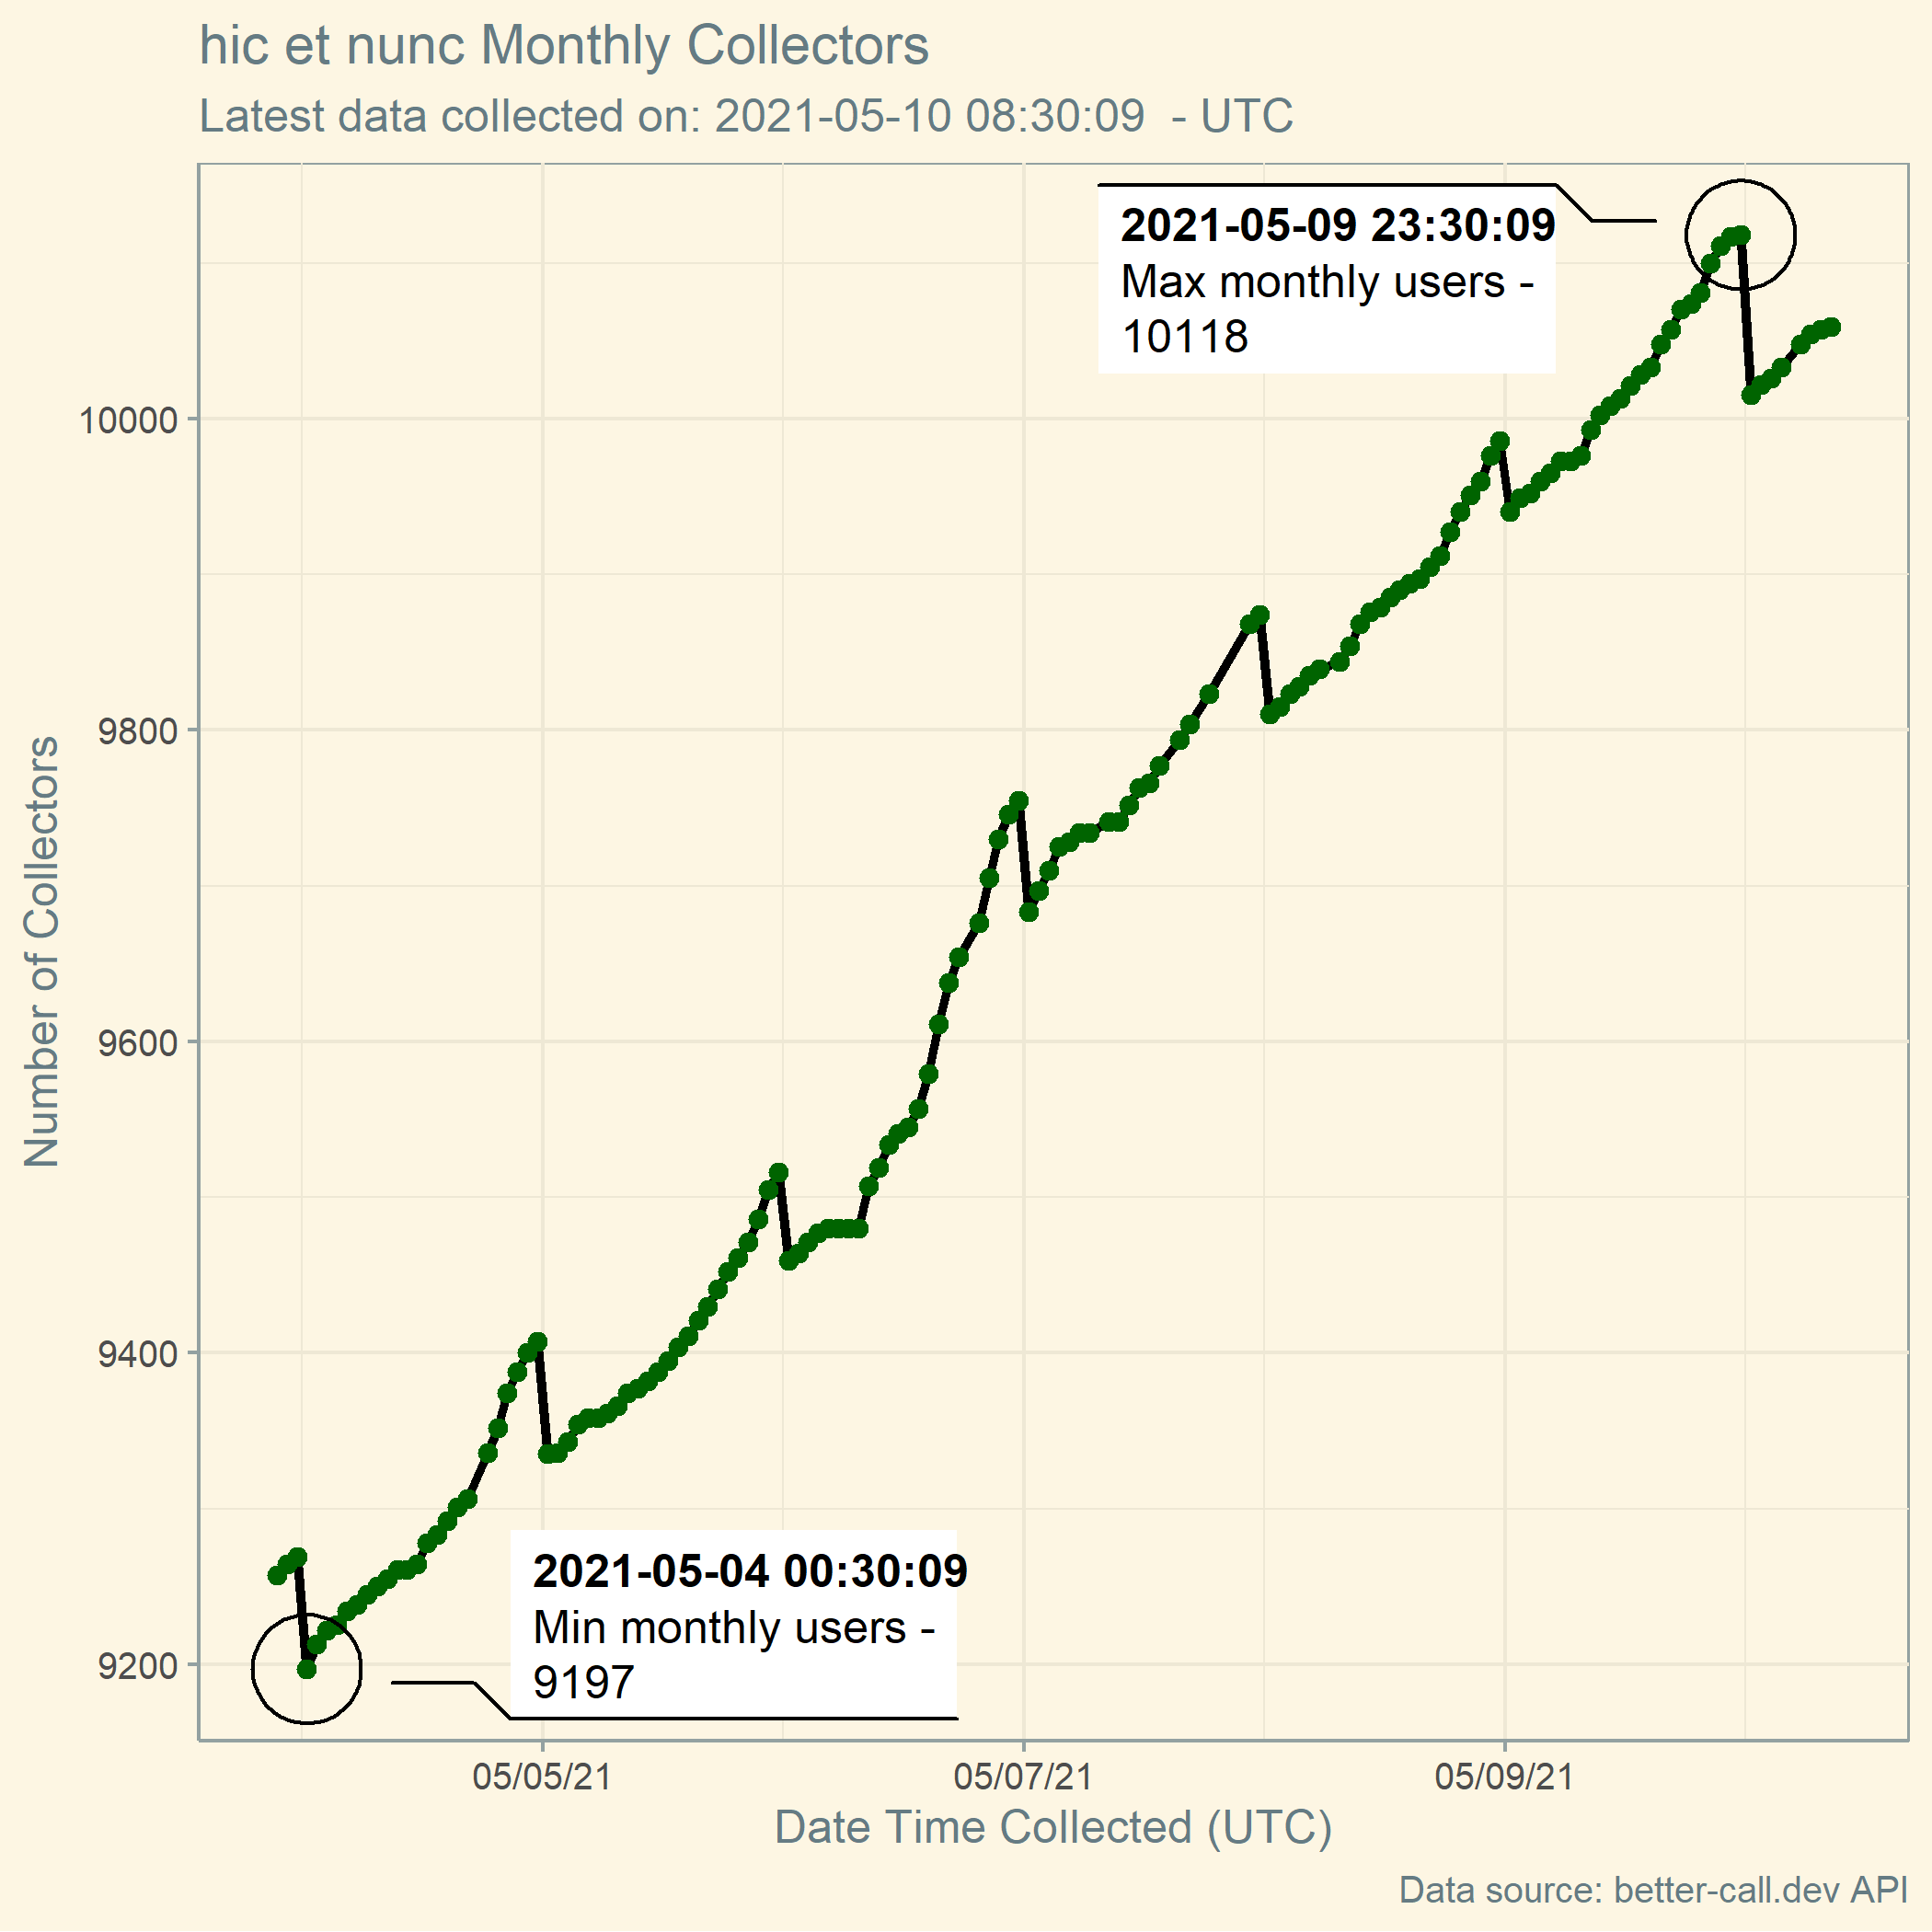 hic et nunc Monthly Collectors
Latest data collected on: 2021-05-10 08:30:09  - UTC
2021-05-09 23:30:09
Max monthly users -
10118
Number of Collectors
10000
9800
9600
9400
9200
2021-05-04 00:30:09
Min monthly users -
9197
05/05/21
05/07/21
05/09/21
Date Time Collected (UTC)
Data source: better-call.dev API